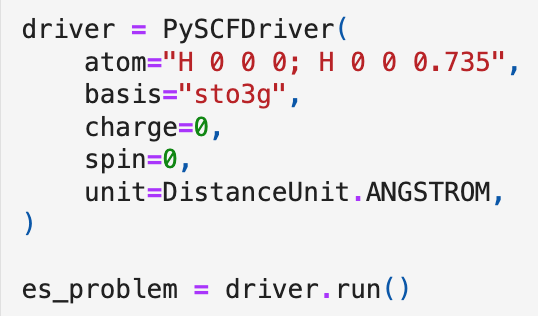 driver = PySCFDriver(
    atom="H 0 0 0; H 0 0 0.735",
    basis="sto3g",
    charge=0,
    spin=0,
    unit=DistanceUnit.ANGSTROM,
)

es_problem = driver.run()